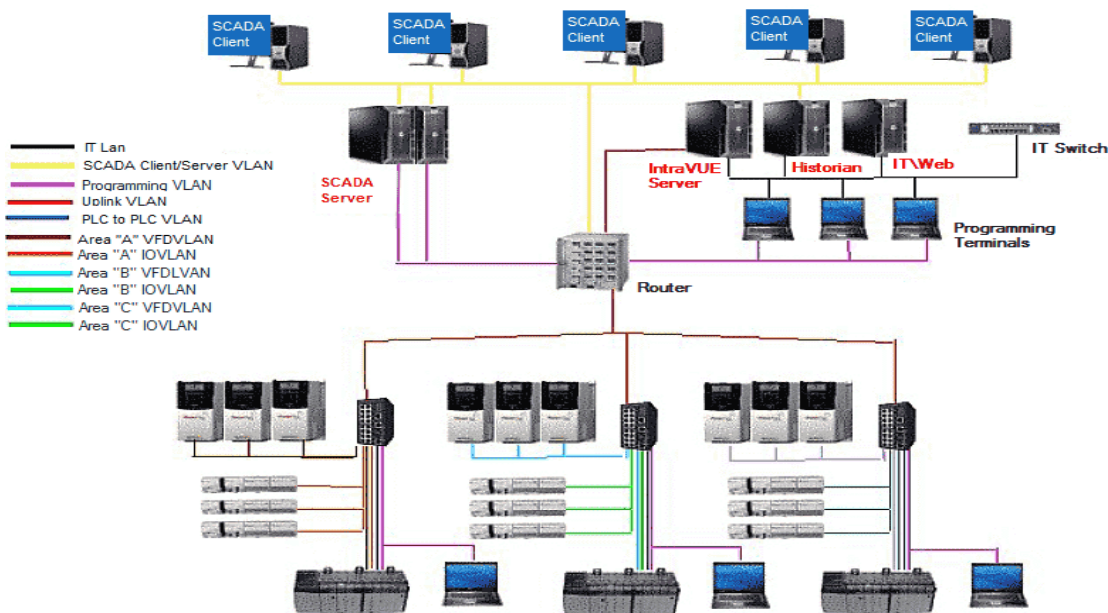 SCADA
Client
SCADA
Client
SCADA
Client
SCADA
Client
SCADA
Client
IT Lan
SCADA Client/Server VLAN
Programming VLAN
Uplink VLAN
PLC to PLC VLAN
Area "A" VFDVLAN
Area "A" IOVLAN
Area "B" VFDLVAN
Area "B" IOVLAN
Area "C" VFDVLAN
Area "C" IOVLAN
SCADA
Server
IntraVUE
Server
Historian
IT\Web
IT Switch
Programming
Terminals
Router